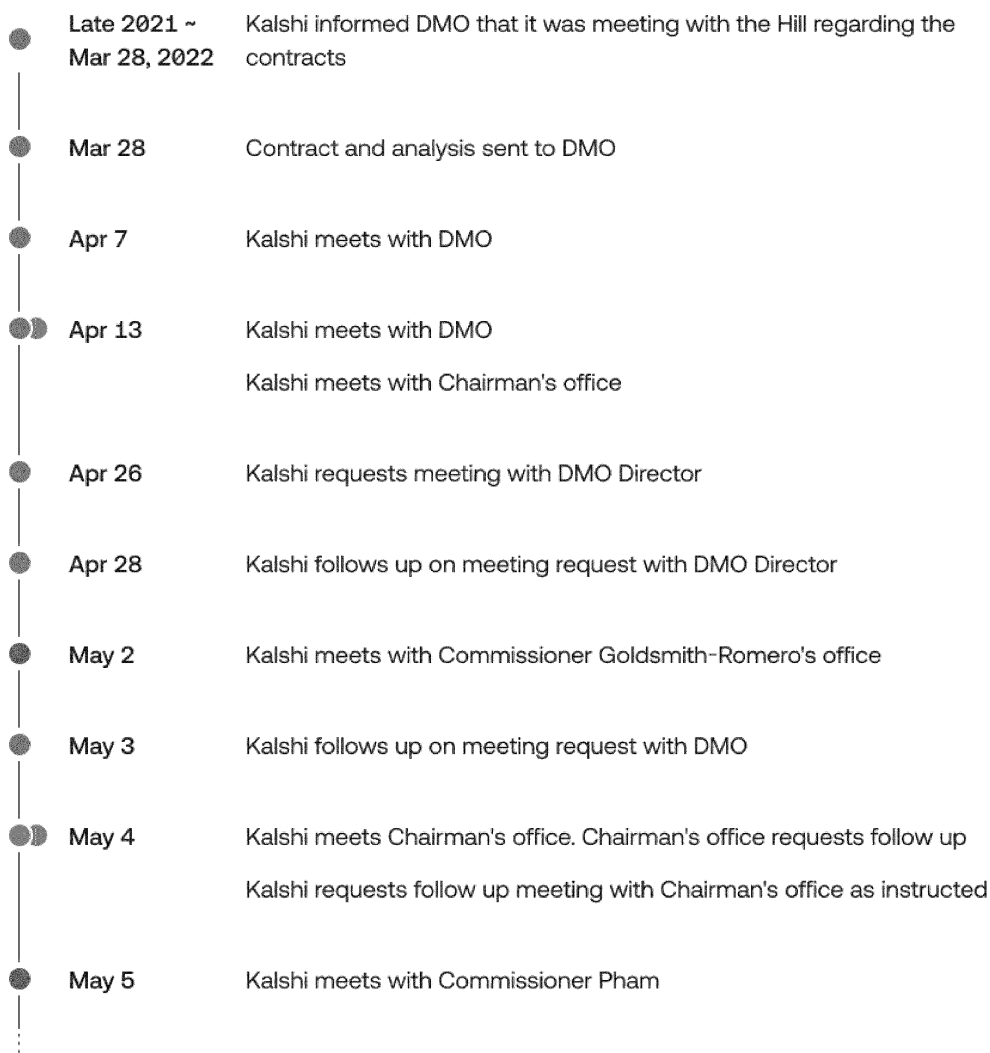 Late 2021 ~ Kalshi informed DMO that it was meeting with the Hill regarding the
Mar 28, 2022 contracts
Mar 28 Contract and analysis sent to DMO
Apr 7 Kalshi meets with DMO
Apr 13 Kalshi meets with DMO
Kalshi meets with Chairman's office
Apr 26 Kalshi requests meeting with DMO Director
Apr 28 Kalshi follows up on meeting request with DMO Director
May 2 Kalshi meets with Commissioner Goldsmith-Romero's office
May 3 Kalshi follows up on meeting request with DMO
May 4 Kalshi meets Chairman's office. Chairman's office requests follow up
Kalshi requests follow up meeting with Chairman's office as instructed
May 5 Kalshi meets with Commissioner Pham